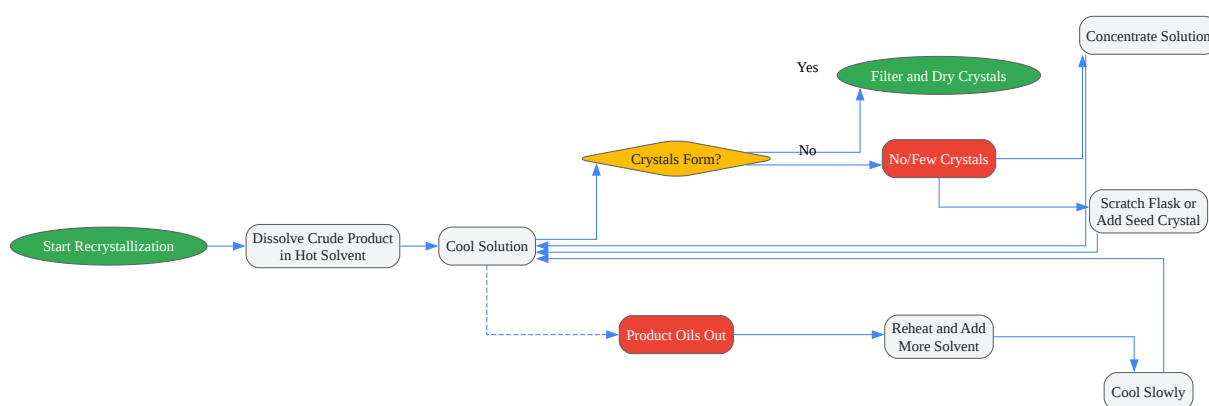 Concentrate Solution
Yes
Filter and Dry Crystals
No
Crystals Form?
No/Few Crystals
Scratch Flask or
Add Seed Crystal
Start Recrystallization
Dissolve Crude Product
in Hot Solvent
Cool Solution
Product Oils Out
Reheat and Add
More Solvent
Cool Slowly